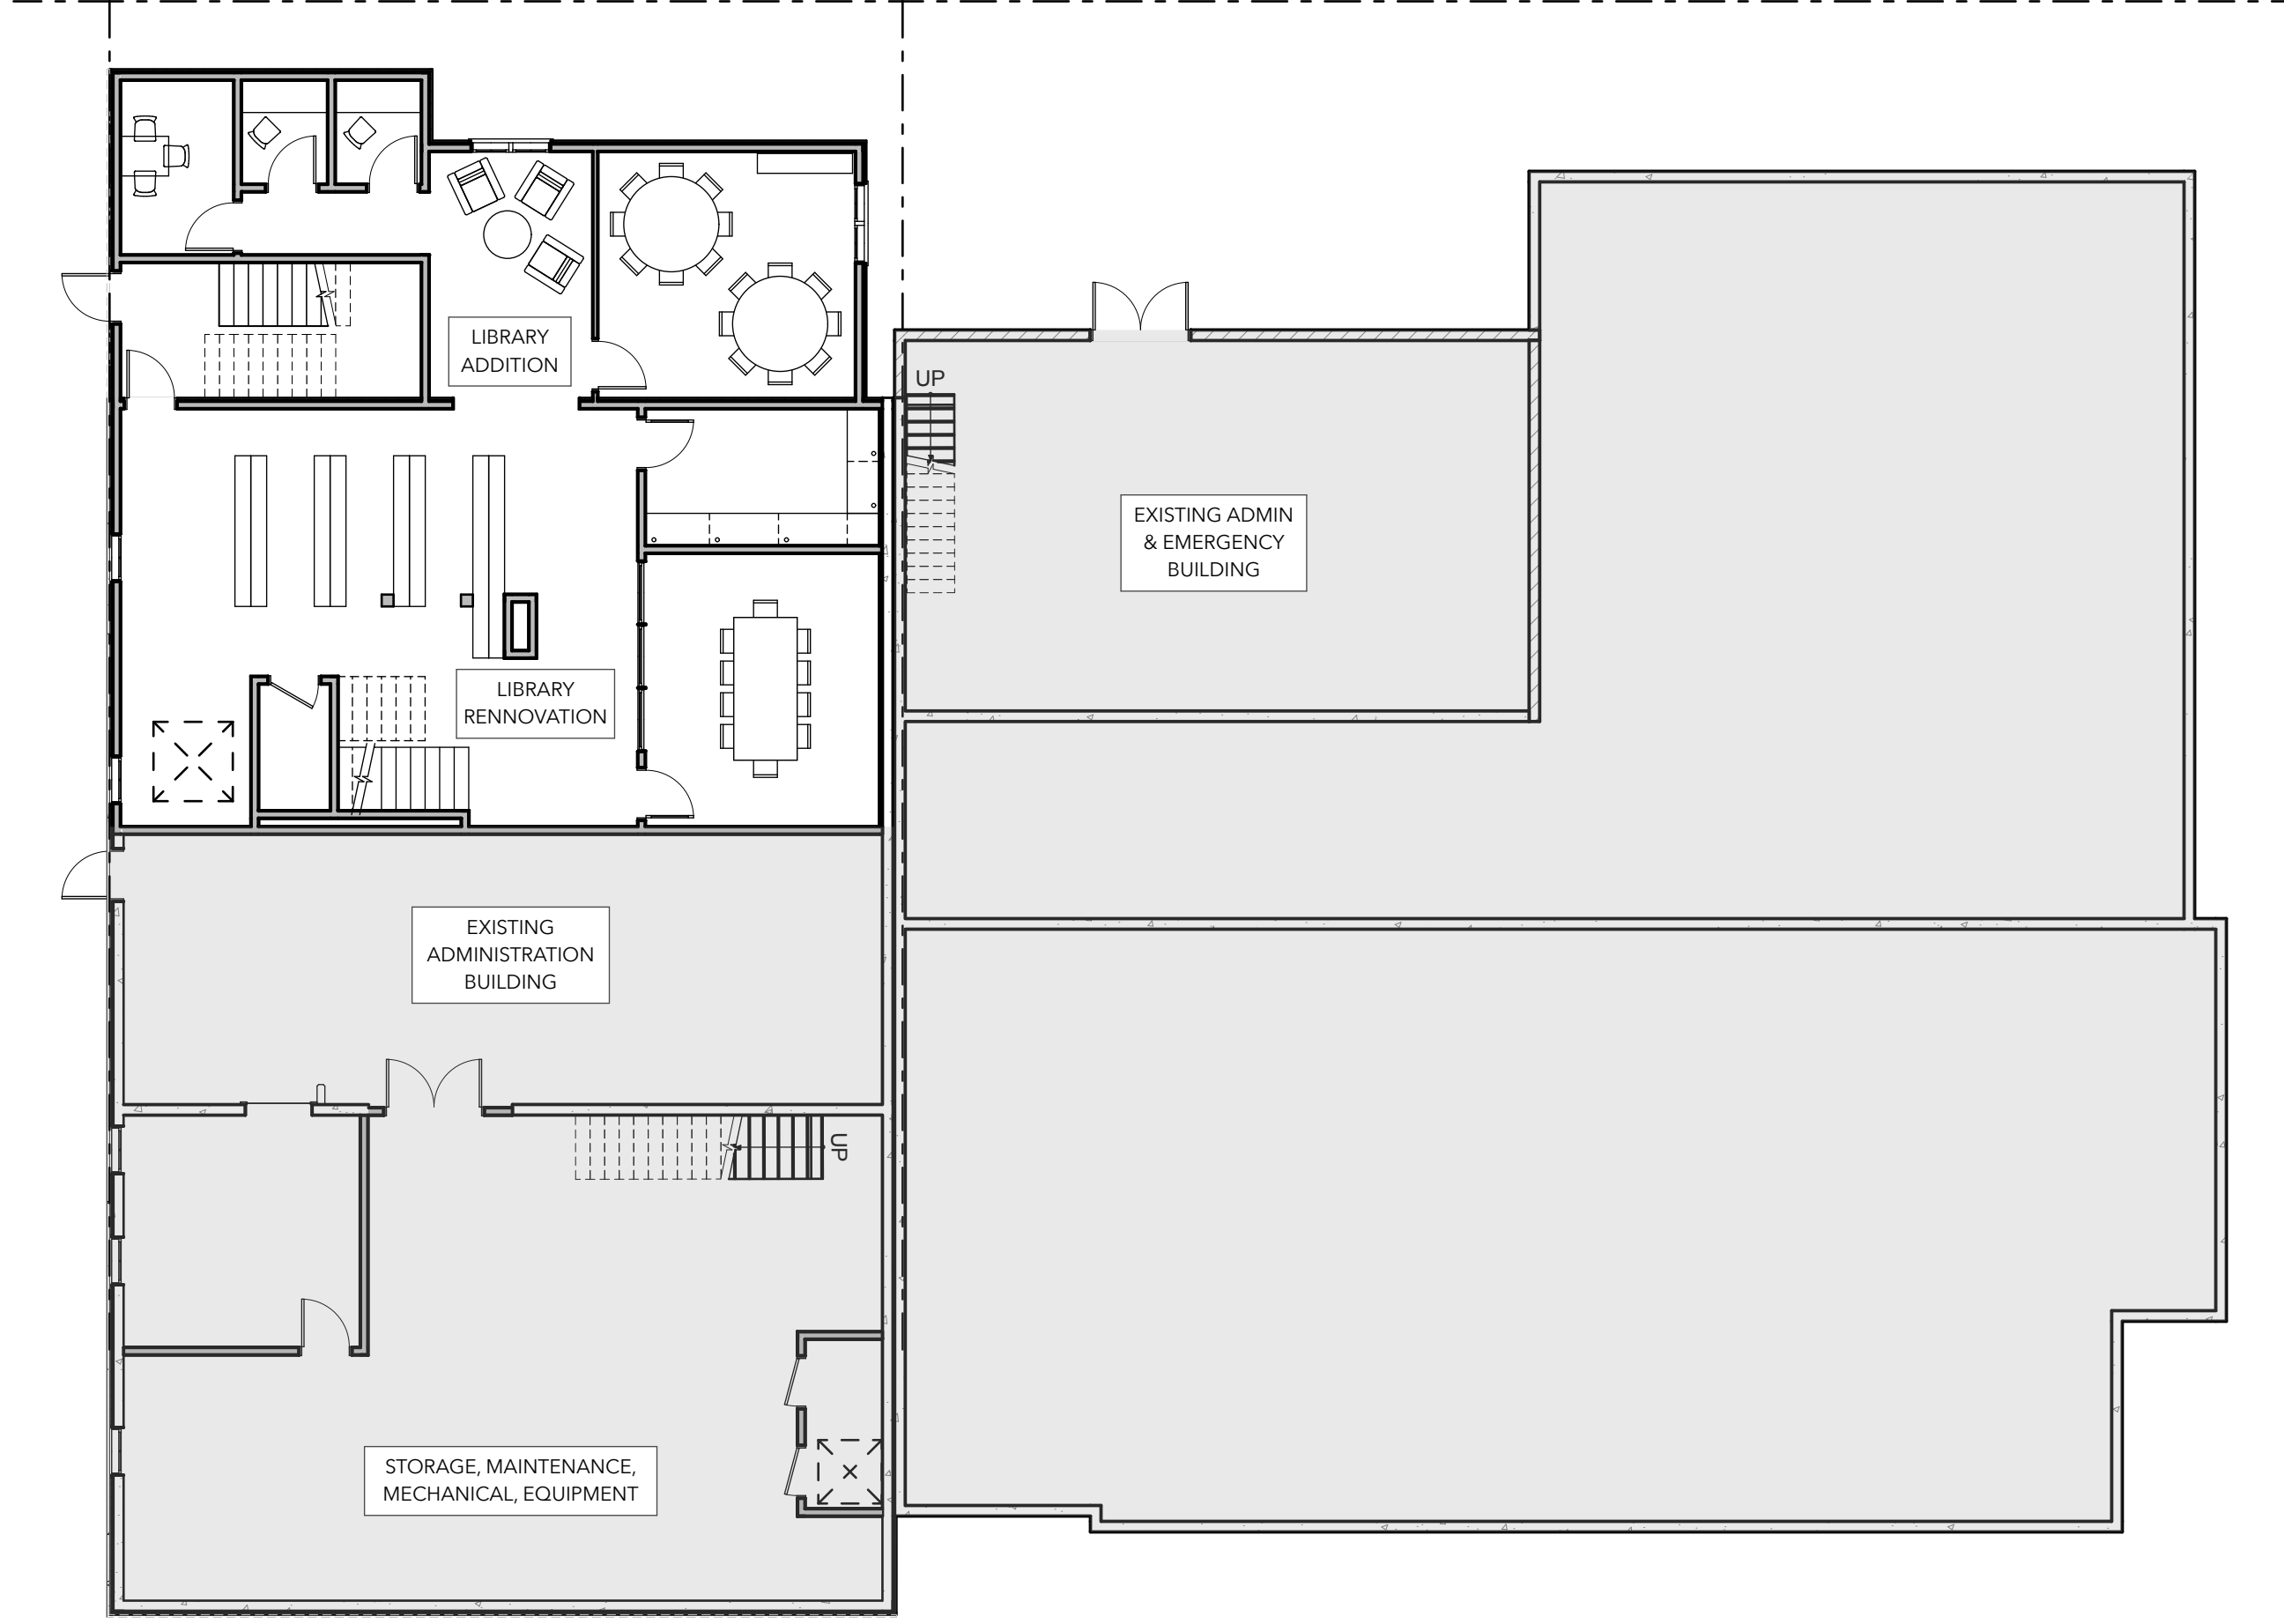 LIBRARY
ADDITION
UP
EXISTING ADMIN
& EMERGENCY
BUILDING
LIBRARY
RENNOVATION
EXISTING
ADMINISTRATION
BUILDING
UP
STORAGE, MAINTENANCE,
MECHANICAL, EQUIPMENT